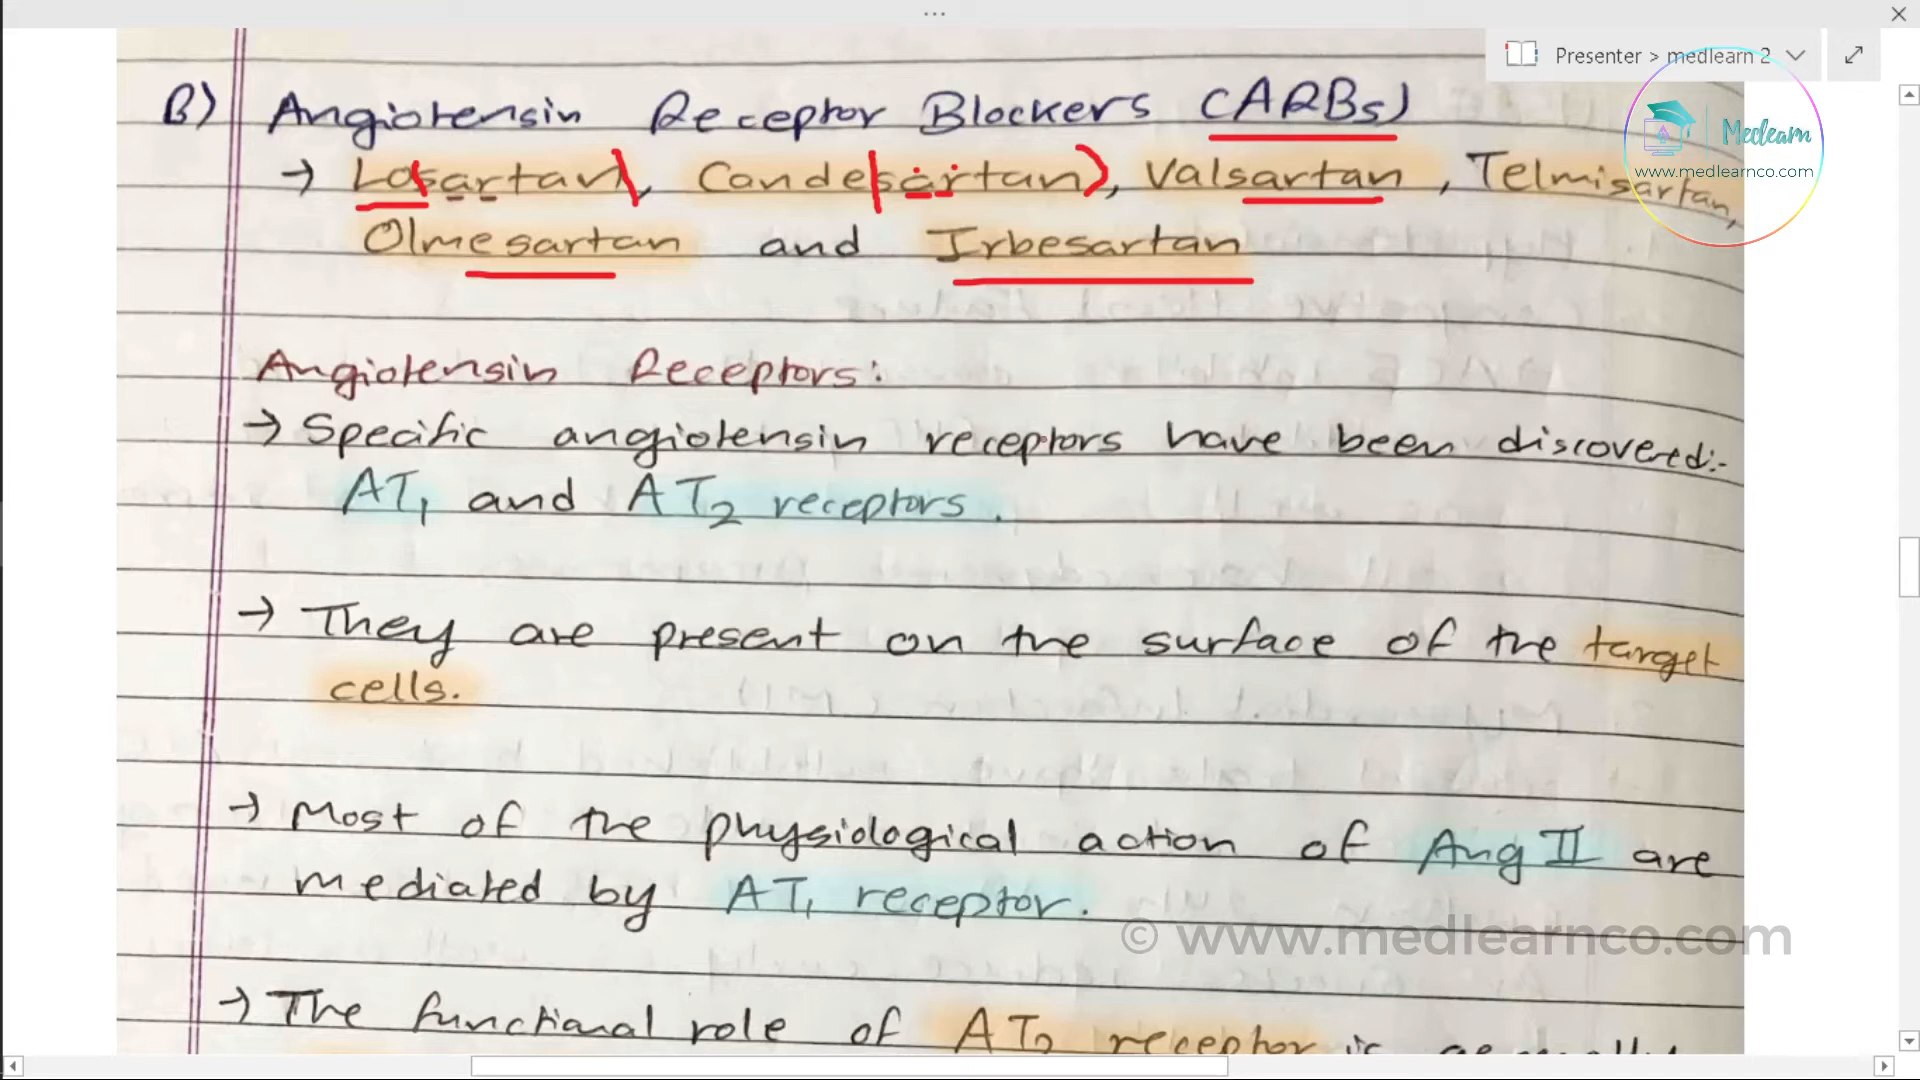 ...
Presenter > medlearn 2
Medlearn
www.medlearnco.com
B) Angiotensin Receptor Blockers (ARBs)
→ Losartan, Candesartan, Valsartan, Telmisartan,
Olmesartan and Irbesartan
Angiotensin Receptors:
→ Specific angiotensin receptors have been discovered:-
AT₁ and AT₂ receptors.
→ They are present on the surface of the target
cells.
→ Most of the physiological action of Ang II are
mediated by AT₁ receptor.
© www.medlearnco.com
→ The functional role of AT₂ receptor is